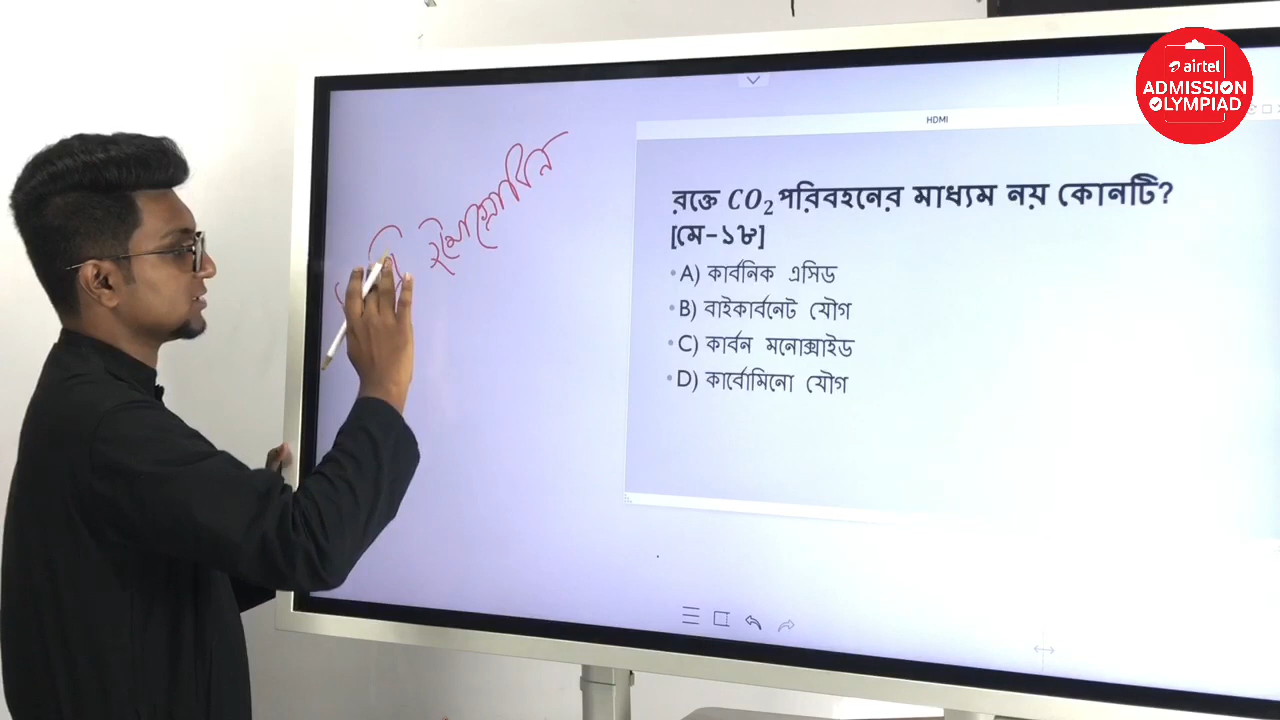 airtel
ADMISSION
OLYMPIAD
HDMI
রক্তে CO₂ পরিবহনের মাধ্যম নয় কোনটি?
[মে-১৮]
A) কার্বনিক এসিড
B) বাইকার্বনেট যৌগ
C) কার্বন মনোক্সাইড
D) কার্বোমিনো যৌগ